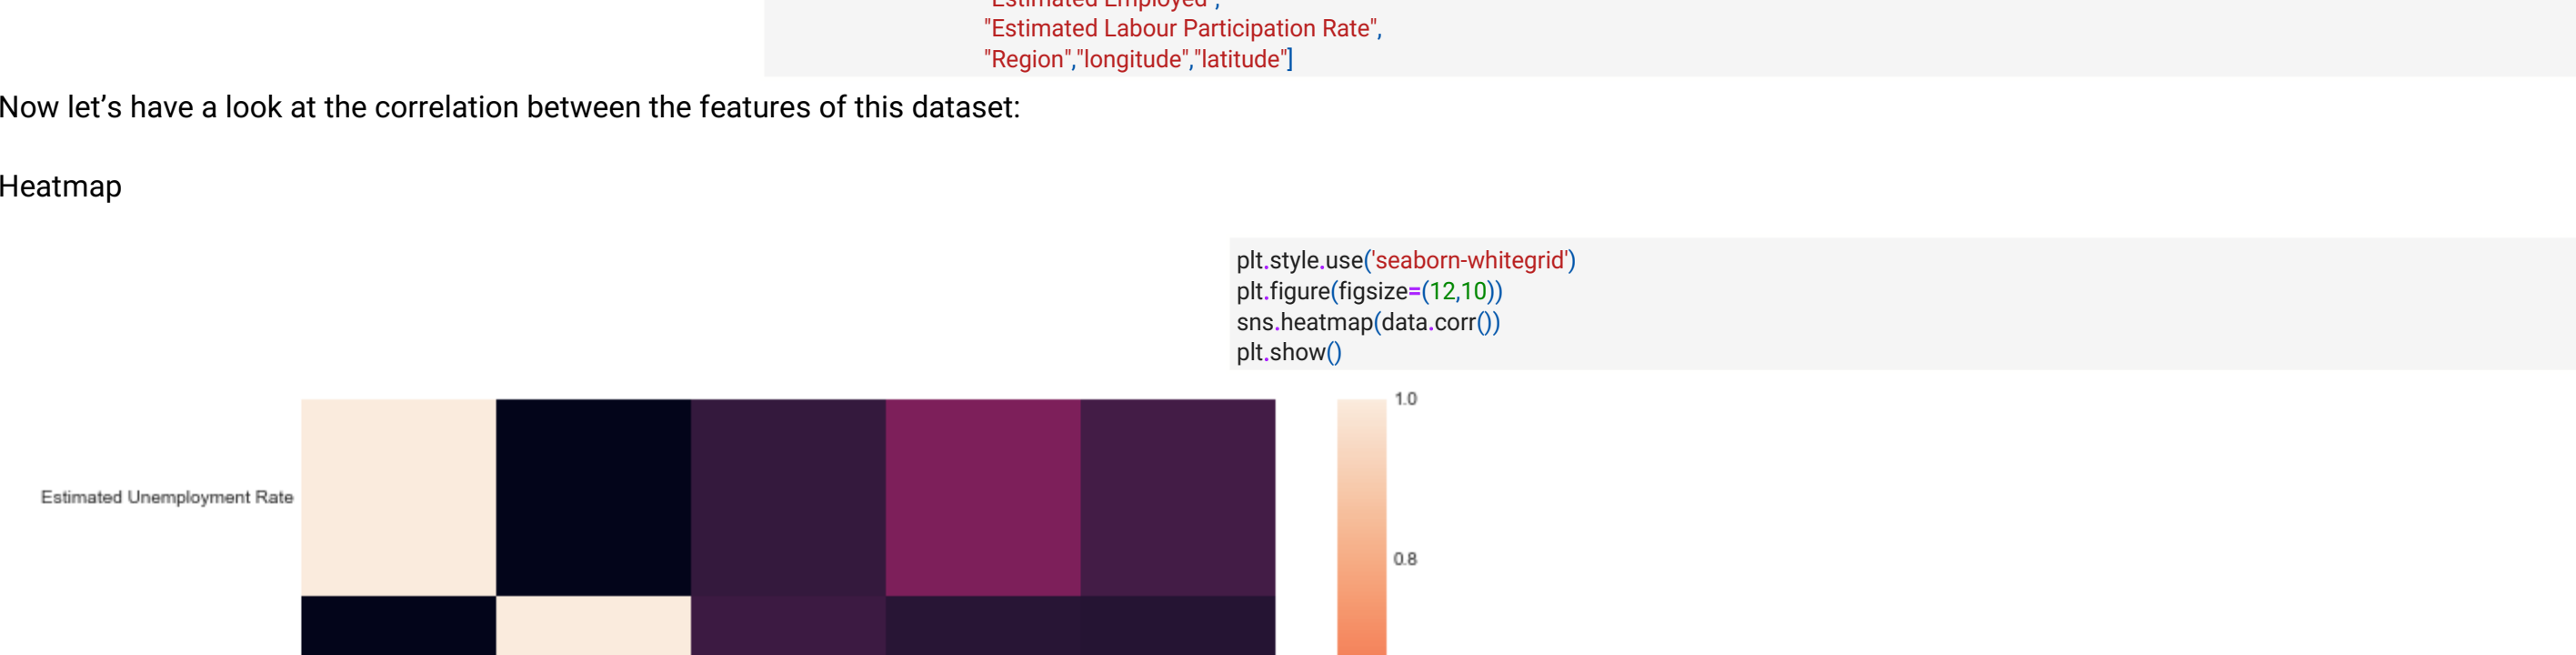 "Estimated Employed",
"Estimated Labour Participation Rate",
"Region","longitude","latitude"]
Now let’s have a look at the correlation between the features of this dataset:
Heatmap
plt.style.use('seaborn-whitegrid')
plt.figure(figsize=(12,10))
sns.heatmap(data.corr())
plt.show()
1.0
Estimated Unemployment Rate
0.8